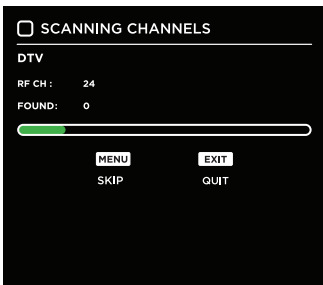 SCANNING CHANNELS
DTV
RF CH : 24
FOUND: 0
MENU EXIT
SKIP QUIT